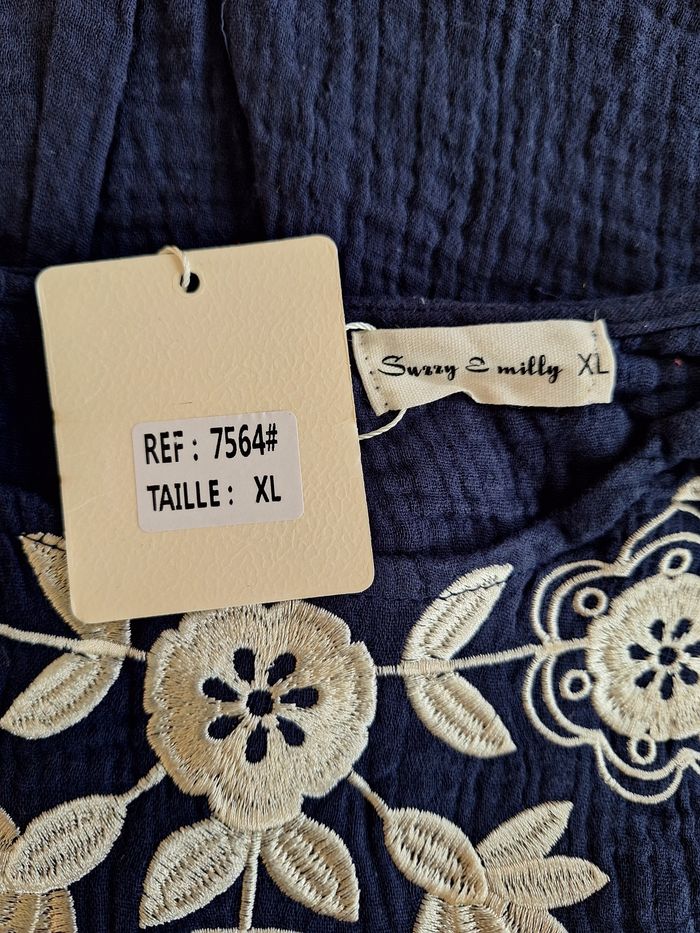 Suzzy & milly XL
REF : 7564#
TAILLE : XL